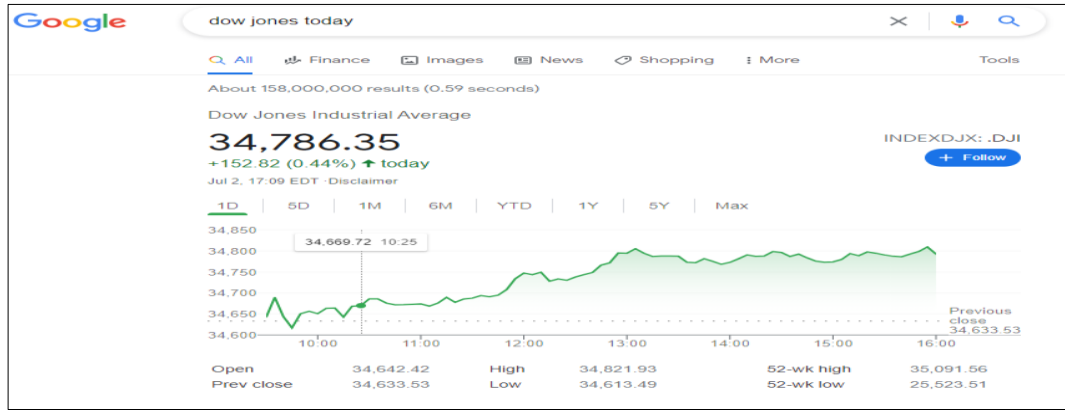 Google
dow jones today
All Finance Images News Shopping More Tools
About 158,000,000 results (0.59 seconds)
Dow Jones Industrial Average
34,786.35
INDEXDJX: .DJI
+152.82 (0.44%) ↑ today
+ Follow
Jul 2, 17:09 EDT ·Disclaimer
1D 5D 1M 6M YTD 1Y 5Y Max
34,850
34,669.72 10:25
34,800
34,750
34,700
34,650
Previous
close
34,633.53
34,600
10:00 11:00 12:00 13:00 14:00 15:00 16:00
Open 34,642.42 High 34,821.93 52-wk high 35,091.56
Prev close 34,633.53 Low 34,613.49 52-wk low 25,523.51